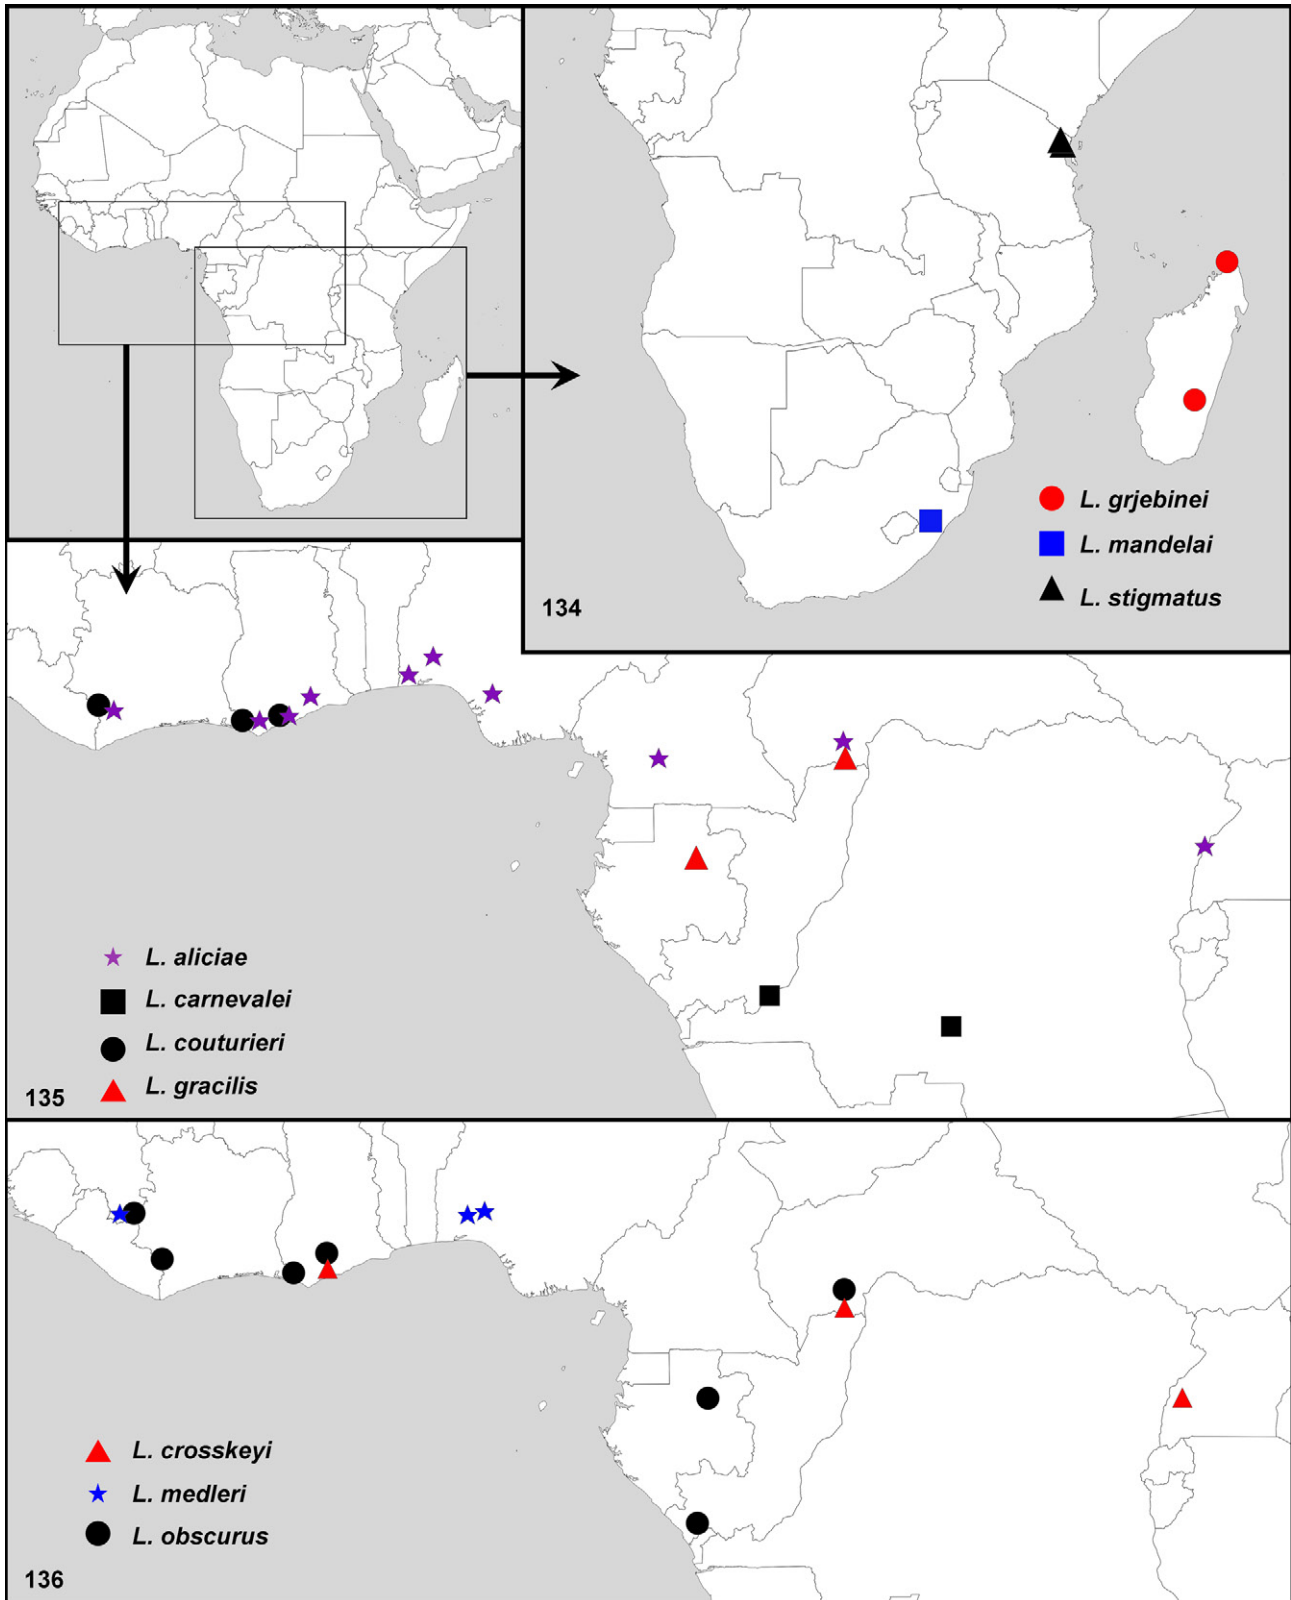 L. grjebinei
L. mandelai
L. stigmatus
134
L. aliciae
L. carnevalei
L. couturieri
L. gracilis
135
L. crosskeyi
L. medleri
L. obscurus
136